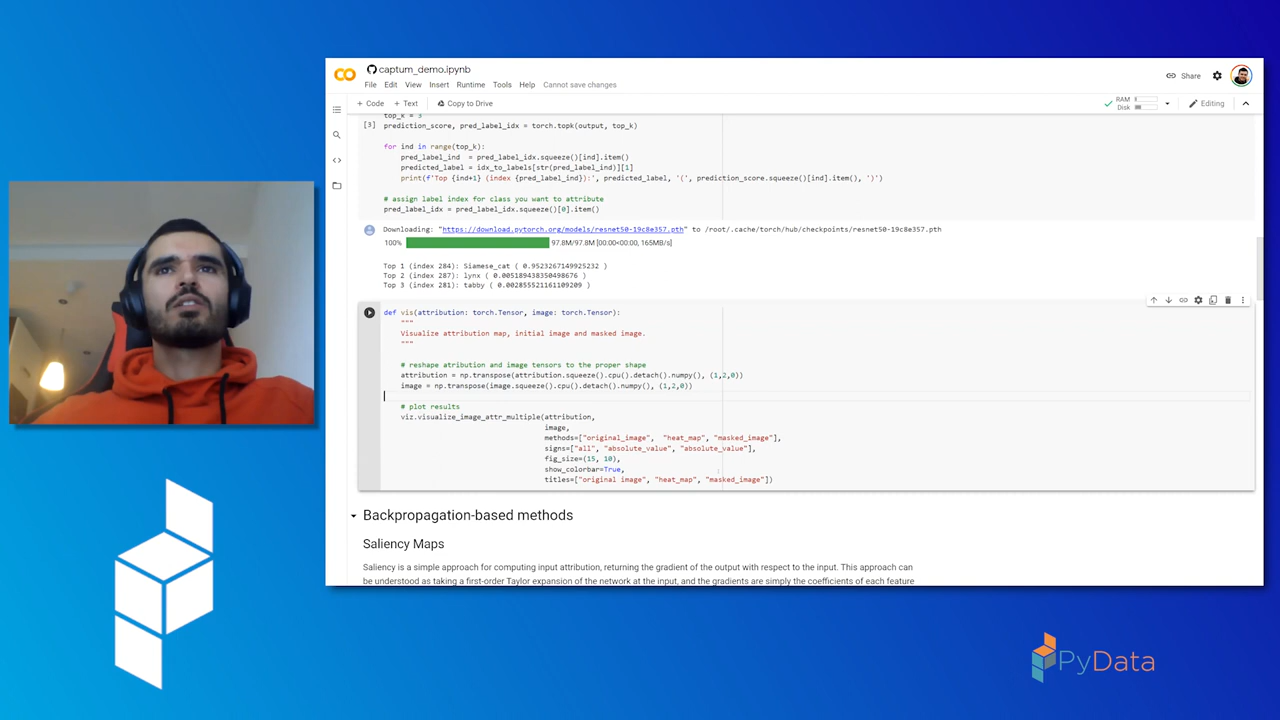 captum_demo.ipynb
File Edit View Insert Runtime Tools Help Cannot save changes
Share
+ Code + Text Copy to Drive
RAM
Disk
Editing
top_k = 3
[3] prediction_score, pred_label_idx = torch.topk(output, top_k)
for ind in range(top_k):
pred_label_ind = pred_label_idx.squeeze()[ind].item()
predicted_label = idx_to_labels[str(pred_label_ind)][1]
print(f'Top {ind+1} (index {pred_label_ind}):', predicted_label, '(', prediction_score.squeeze()[ind].item(), ')')
# assign label index for class you want to attribute
pred_label_idx = pred_label_idx.squeeze()[0].item()
Downloading: "https://download.pytorch.org/models/resnet50-19c8e357.pth" to /root/.cache/torch/hub/checkpoints/resnet50-19c8e357.pth
100% 97.8M/97.8M [00:00<00:00, 165MB/s]
Top 1 (index 284): Siamese_cat ( 0.9523267149925232 )
Top 2 (index 287): lynx ( 0.005189438350498676 )
Top 3 (index 281): tabby ( 0.002855521161109209 )
def vis(attribution: torch.Tensor, image: torch.Tensor):
"""
Visualize attribution map, initial image and masked image.
"""
# reshape atribution and image tensors to the proper shape
attribution = np.transpose(attribution.squeeze().cpu().detach().numpy(), (1,2,0))
image = np.transpose(image.squeeze().cpu().detach().numpy(), (1,2,0))
# plot results
viz.visualize_image_attr_multiple(attribution,
image,
methods=["original_image", "heat_map", "masked_image"],
signs=["all", "absolute_value", "absolute_value"],
fig_size=(15, 10),
show_colorbar=True,
titles=["original image", "heat_map", "masked_image"])
Backpropagation-based methods
Saliency Maps
Saliency is a simple approach for computing input attribution, returning the gradient of the output with respect to the input. This approach can
be understood as taking a first-order Taylor expansion of the network at the input, and the gradients are simply the coefficients of each feature
PyData